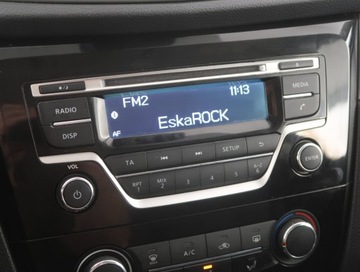 FM2 11:13
RADIO MEDIA
EskaROCK
DISP
AF
VOL TA SETUP
ENTER
RPT 1 MIX 2 3 4 5 6
A/C